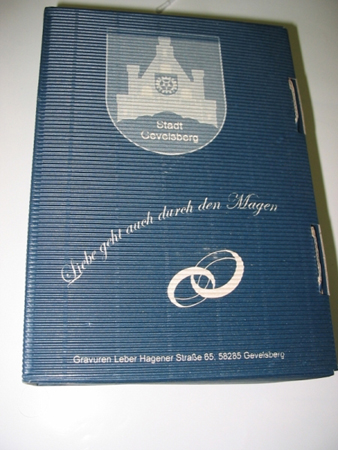 Stadt
Gevelsberg
Liebe geht auch durch den Magen
Gravuren Leber Hagener Straße 65, 58285 Gevelsberg